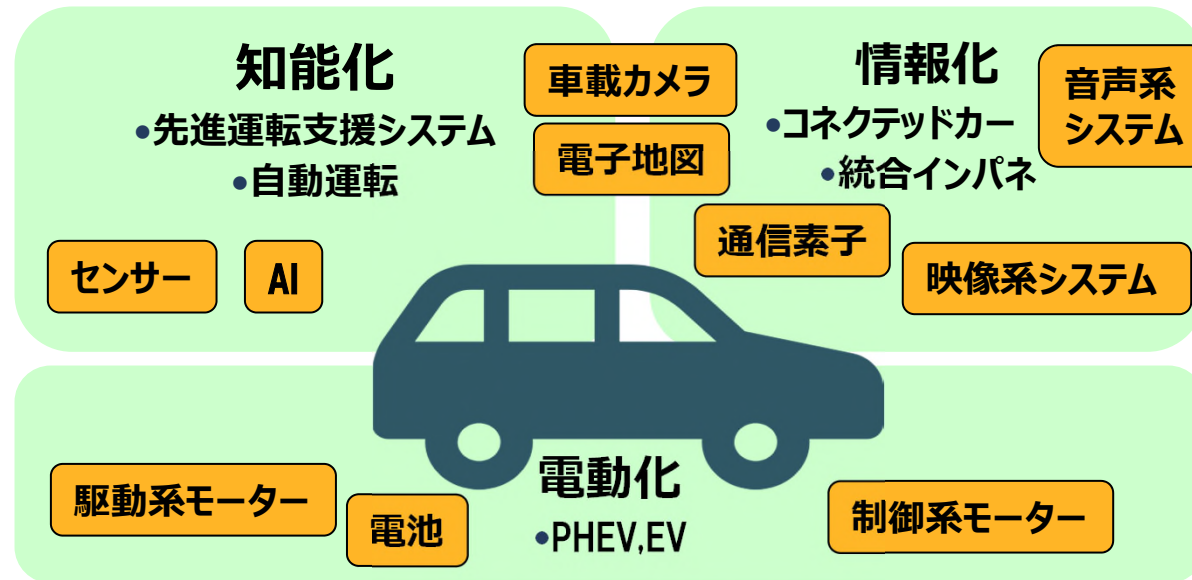 知能化
•先進運転支援システム
•自動運転
車載カメラ
電子地図
センサー
AI
情報化
•コネクテッドカー
•統合インパネ
音声系
システム
通信素子
映像系システム
電動化
•PHEV,EV
駆動系モーター
電池
制御系モーター